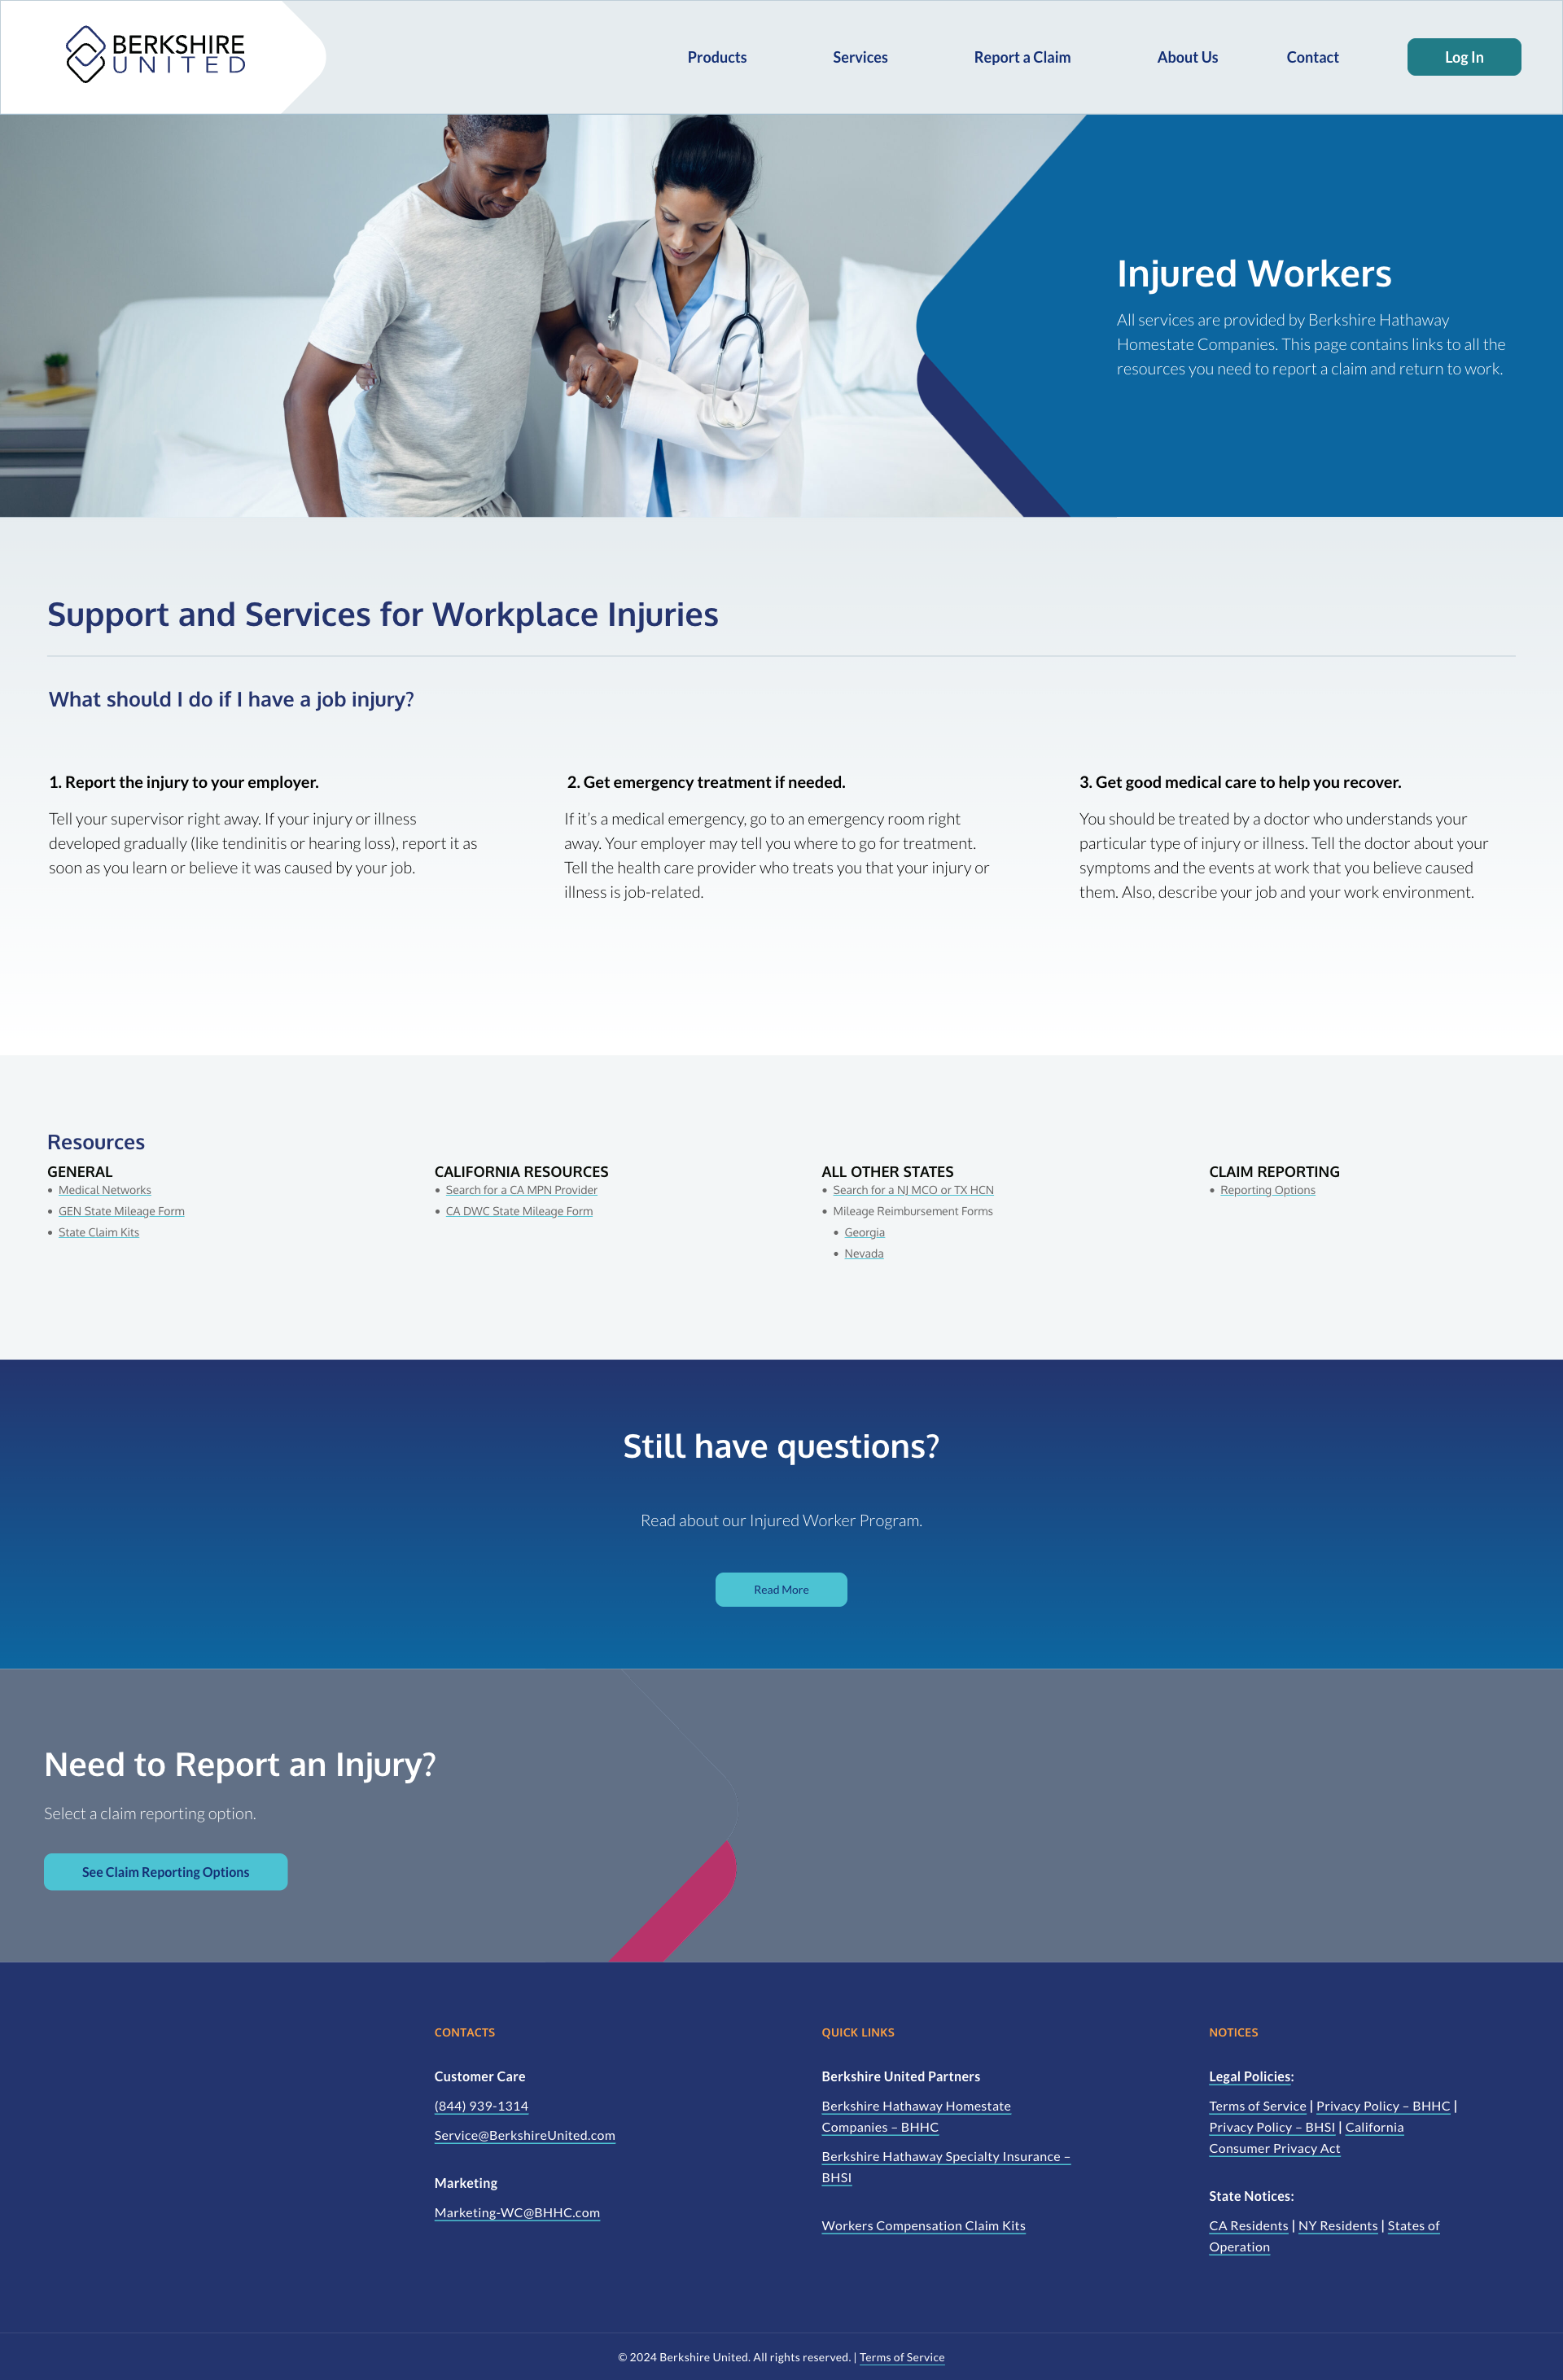 BERKSHIRE
UNITED
Products
Services
Report a Claim
About Us
Contact
Log In
Injured Workers
All services are provided by Berkshire Hathaway
Homestate Companies. This page contains links to all the
resources you need to report a claim and return to work.
Support and Services for Workplace Injuries
What should I do if I have a job injury?
1. Report the injury to your employer.
Tell your supervisor right away. If your injury or illness
developed gradually (like tendinitis or hearing loss), report it as
soon as you learn or believe it was caused by your job.
2. Get emergency treatment if needed.
If it’s a medical emergency, go to an emergency room right
away. Your employer may tell you where to go for treatment.
Tell the health care provider who treats you that your injury or
illness is job-related.
3. Get good medical care to help you recover.
You should be treated by a doctor who understands your
particular type of injury or illness. Tell the doctor about your
symptoms and the events at work that you believe caused
them. Also, describe your job and your work environment.
Resources
GENERAL
• Medical Networks
• GEN State Mileage Form
• State Claim Kits
CALIFORNIA RESOURCES
• Search for a CA MPN Provider
• CA DWC State Mileage Form
ALL OTHER STATES
• Search for a NJ MCO or TX HCN
• Mileage Reimbursement Forms
• Georgia
• Nevada
CLAIM REPORTING
• Reporting Options
Still have questions?
Read about our Injured Worker Program.
Read More
Need to Report an Injury?
Select a claim reporting option.
See Claim Reporting Options
CONTACTS
Customer Care
(844) 939-1314
Service@BerkshireUnited.com
Marketing
Marketing-WC@BHHC.com
QUICK LINKS
Berkshire United Partners
Berkshire Hathaway Homestate
Companies – BHHC
Berkshire Hathaway Specialty Insurance –
BHSI
Workers Compensation Claim Kits
NOTICES
Legal Policies:
Terms of Service | Privacy Policy – BHHC |
Privacy Policy – BHSI | California
Consumer Privacy Act
State Notices:
CA Residents | NY Residents | States of
Operation
© 2024 Berkshire United. All rights reserved. | Terms of Service